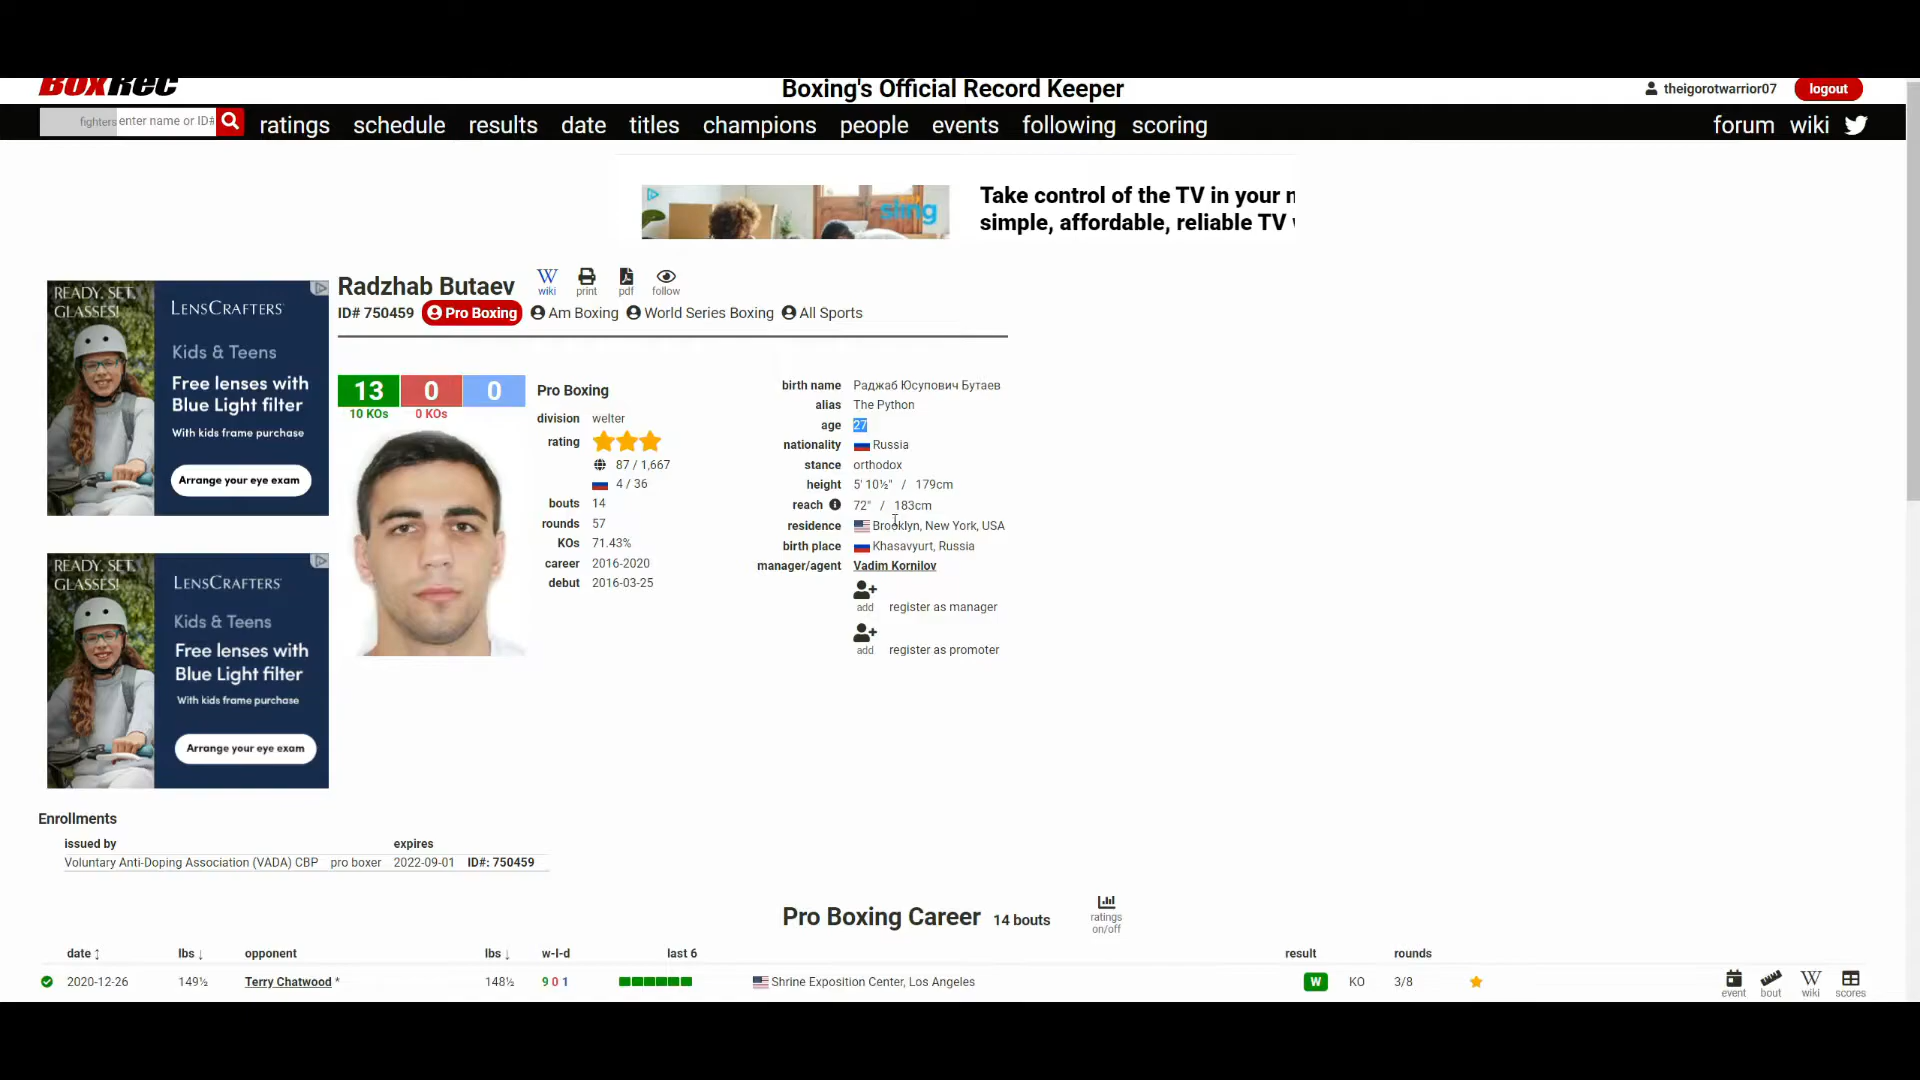 BoxRec
Boxing's Official Record Keeper
theigorotwarrior07 logout
fighters enter name or ID# ratings schedule results date titles champions people events following scoring forum wiki
sling
Take control of the TV in your
simple, affordable, reliable TV
READY, SET,
GLASSES!
LENSCRAFTERS
Kids & Teens
Free lenses with
Blue Light filter
With kids frame purchase
Arrange your eye exam
Radzhab Butaev
W
wiki print pdf follow
ID# 750459 Pro Boxing Am Boxing World Series Boxing All Sports
13 0 0
10 KOs 0 KOs
Pro Boxing
division welter
rating
87 / 1,667
4 / 36
bouts 14
rounds 57
KOs 71.43%
career 2016-2020
debut 2016-03-25
birth name Раджаб Юсупович Бутаев
alias The Python
age 27
nationality Russia
stance orthodox
height 5' 10½" / 179cm
reach 72" / 183cm
residence Brooklyn, New York, USA
birth place Khasavyurt, Russia
manager/agent Vadim Kornilov
add register as manager
add register as promoter
READY, SET,
GLASSES!
LENSCRAFTERS
Kids & Teens
Free lenses with
Blue Light filter
With kids frame purchase
Arrange your eye exam
Enrollments
issued by expires
Voluntary Anti-Doping Association (VADA) CBP pro boxer 2022-09-01 ID#: 750459
Pro Boxing Career 14 bouts
ratings
on/off
date lbs opponent lbs w-l-d last 6 result rounds
2020-12-26 149½ Terry Chatwood * 148½ 9 0 1 Shrine Exposition Center, Los Angeles W KO 3/8
W
event bout wiki scores